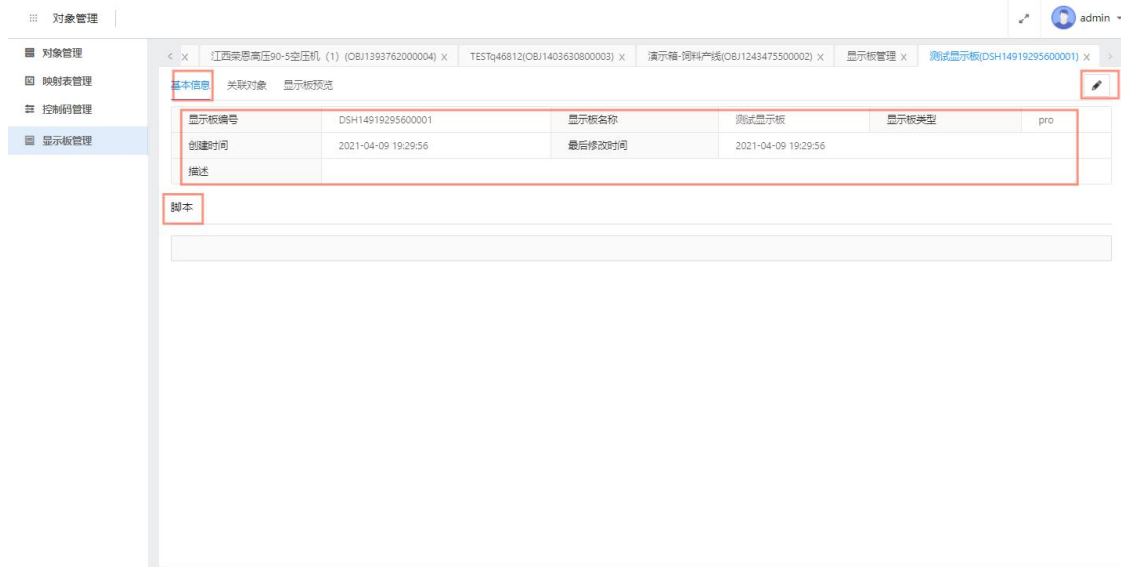 对象管理
admin
对象管理
映射表管理
控制码管理
显示板管理
江西荣恩高压90-5空压机（1）(OBJ1393762000004) TESTq46812(OBJ1403630800003) 演示箱-饲料产线(OBJ1243475500002) 显示板管理 测试显示板(DSH14919295600001)
基本信息 关联对象 显示板预览
显示板编号 DSH14919295600001 显示板名称 测试显示板 显示板类型 pro
创建时间 2021-04-09 19:29:56 最后修改时间 2021-04-09 19:29:56
描述
脚本